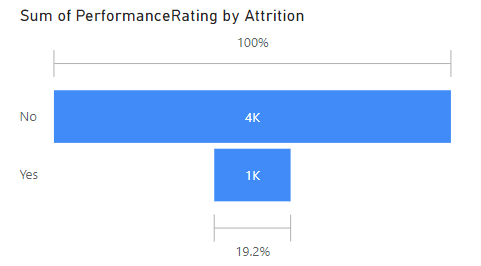 Sum of PerformanceRating by Attrition
100%
No 4K
Yes 1K
19.2%